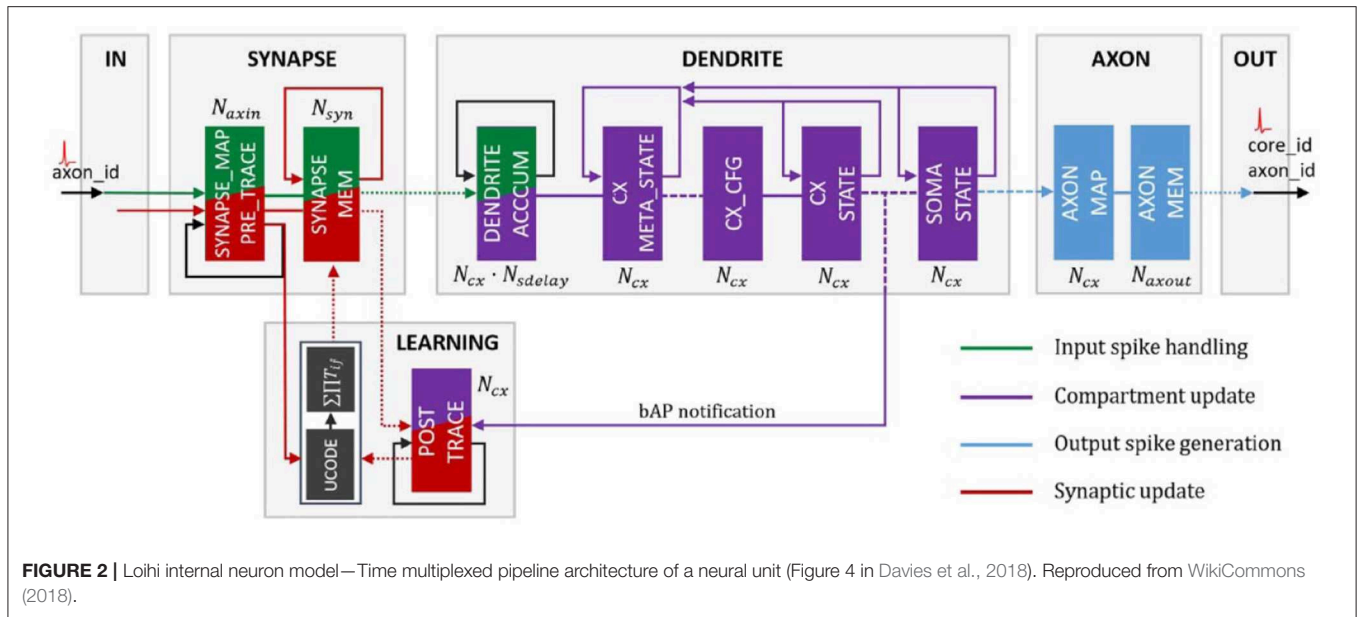 IN
SYNAPSE
DENDRITE
AXON
OUT
N_axin
N_syn
axon_id
SYNAPSE_MAP
PRE_TRACE
SYNAPSE
MEM
DENDRITE
ACCCUM
CX
META_STATE
CX_CFG
CX
STATE
SOMA
STATE
AXON
MAP
AXON
MEM
core_id
axon_id
N_cx · N_sdelay
N_cx
N_cx
N_cx
N_cx
N_cx
N_axout
LEARNING
ΣΠT_ij
UCODE
POST
TRACE
N_cx
bAP notification
Input spike handling
Compartment update
Output spike generation
Synaptic update
FIGURE 2 | Loihi internal neuron model—Time multiplexed pipeline architecture of a neural unit (Figure 4 in Davies et al., 2018). Reproduced from WikiCommons
(2018).